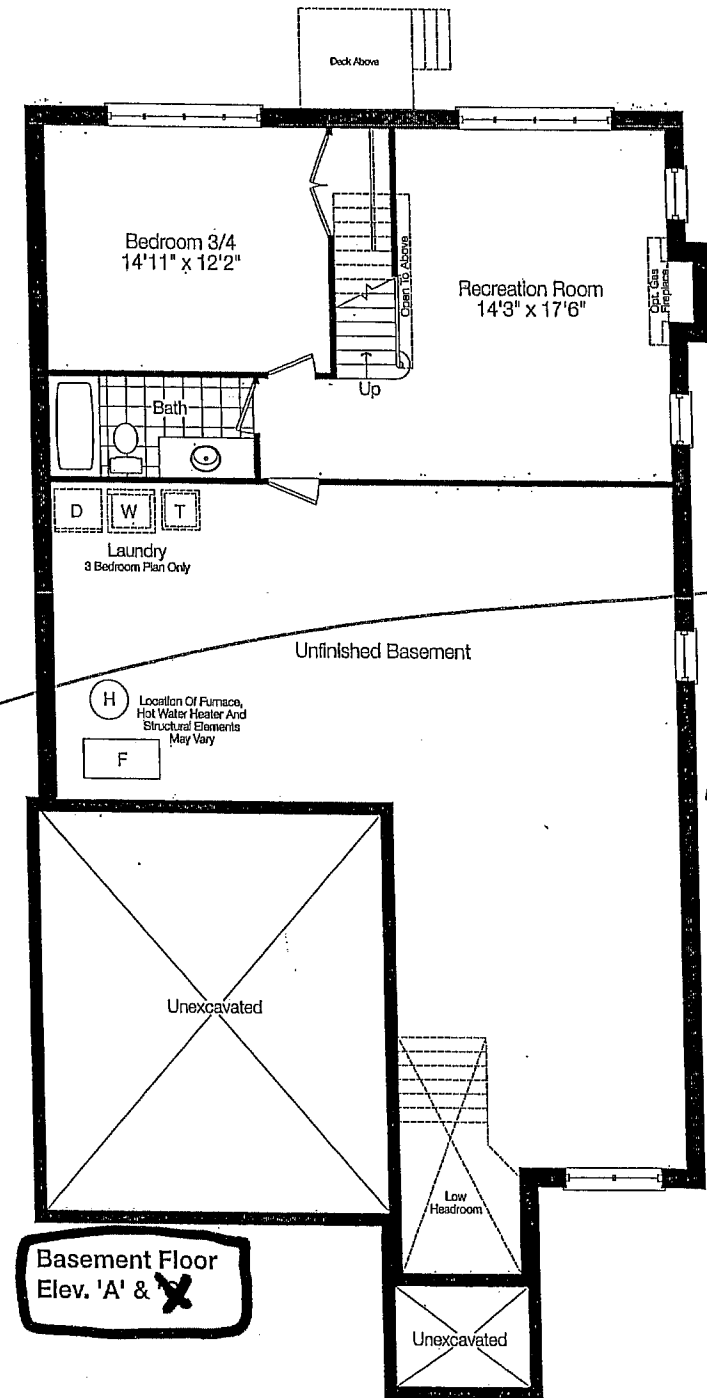 Deck Above
Bedroom 3/4
14'11" x 12'2"
Open To Above
Recreation Room
14'3" x 17'6"
Opt. Gas
Fireplace
Up
Bath
D
W
T
Laundry
3 Bedroom Plan Only
Unfinished Basement
H
Location Of Furnace,
Hot Water Heater And
Structural Elements
May Vary
F
Unexcavated
Low
Headroom
Basement Floor
Elev. 'A' &
Unexcavated